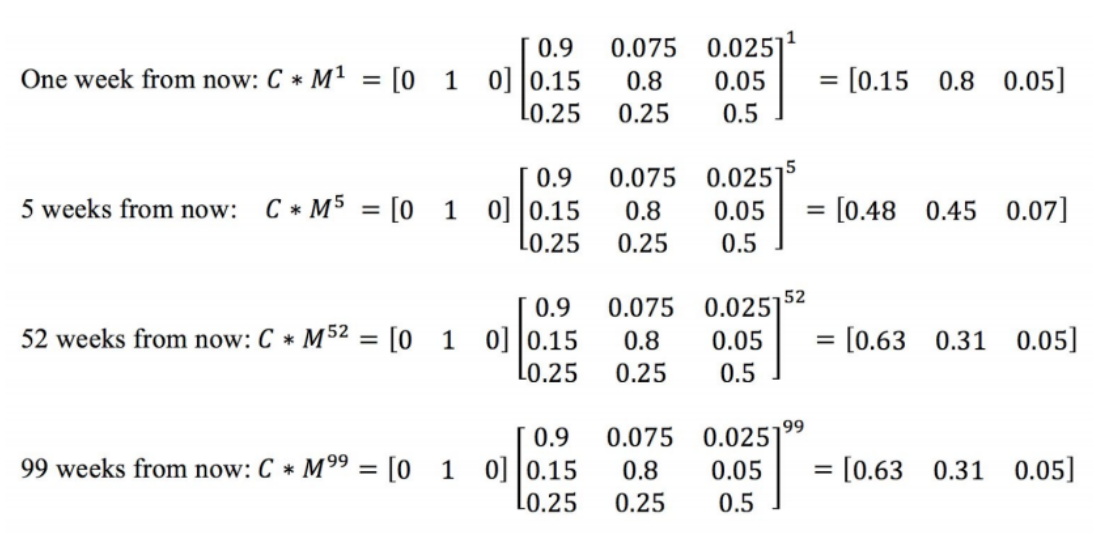 One week from now: C * M¹ = [0 1 0] [0.9 0.075 0.025; 0.15 0.8 0.05; 0.25 0.25 0.5]¹ = [0.15 0.8 0.05]
5 weeks from now: C * M⁵ = [0 1 0] [0.9 0.075 0.025; 0.15 0.8 0.05; 0.25 0.25 0.5]⁵ = [0.48 0.45 0.07]
52 weeks from now: C * M⁵² = [0 1 0] [0.9 0.075 0.025; 0.15 0.8 0.05; 0.25 0.25 0.5]⁵² = [0.63 0.31 0.05]
99 weeks from now: C * M⁹⁹ = [0 1 0] [0.9 0.075 0.025; 0.15 0.8 0.05; 0.25 0.25 0.5]⁹⁹ = [0.63 0.31 0.05]